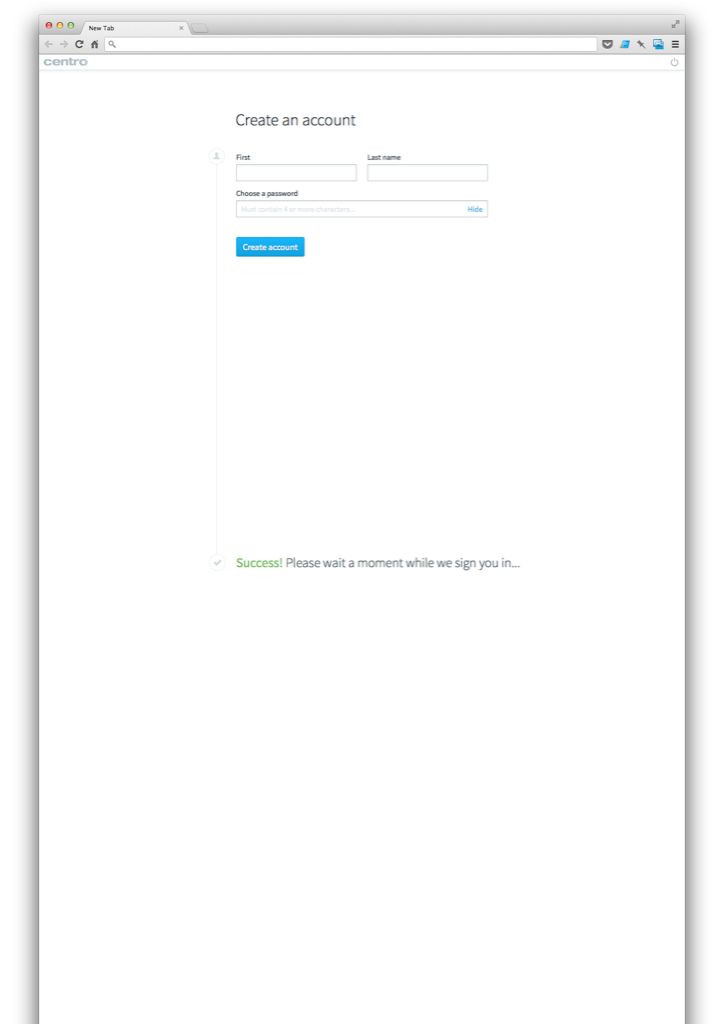 New Tab
centro
Create an account
First Last name
Choose a password
Must contain 4 or more characters... Hide
Create account
Success! Please wait a moment while we sign you in...